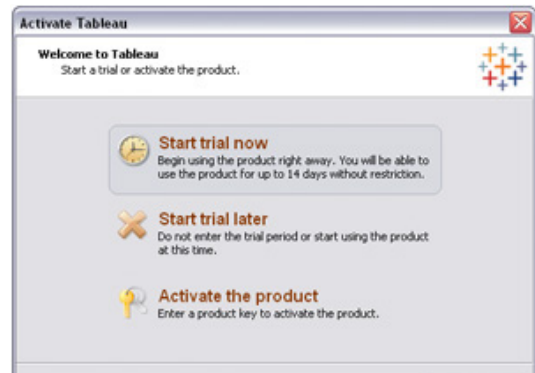 Activate Tableau
Welcome to Tableau
Start a trial or activate the product.
Start trial now
Begin using the product right away. You will be able to
use the product for up to 14 days without restriction.
Start trial later
Do not enter the trial period or start using the product
at this time.
Activate the product
Enter a product key to activate the product.